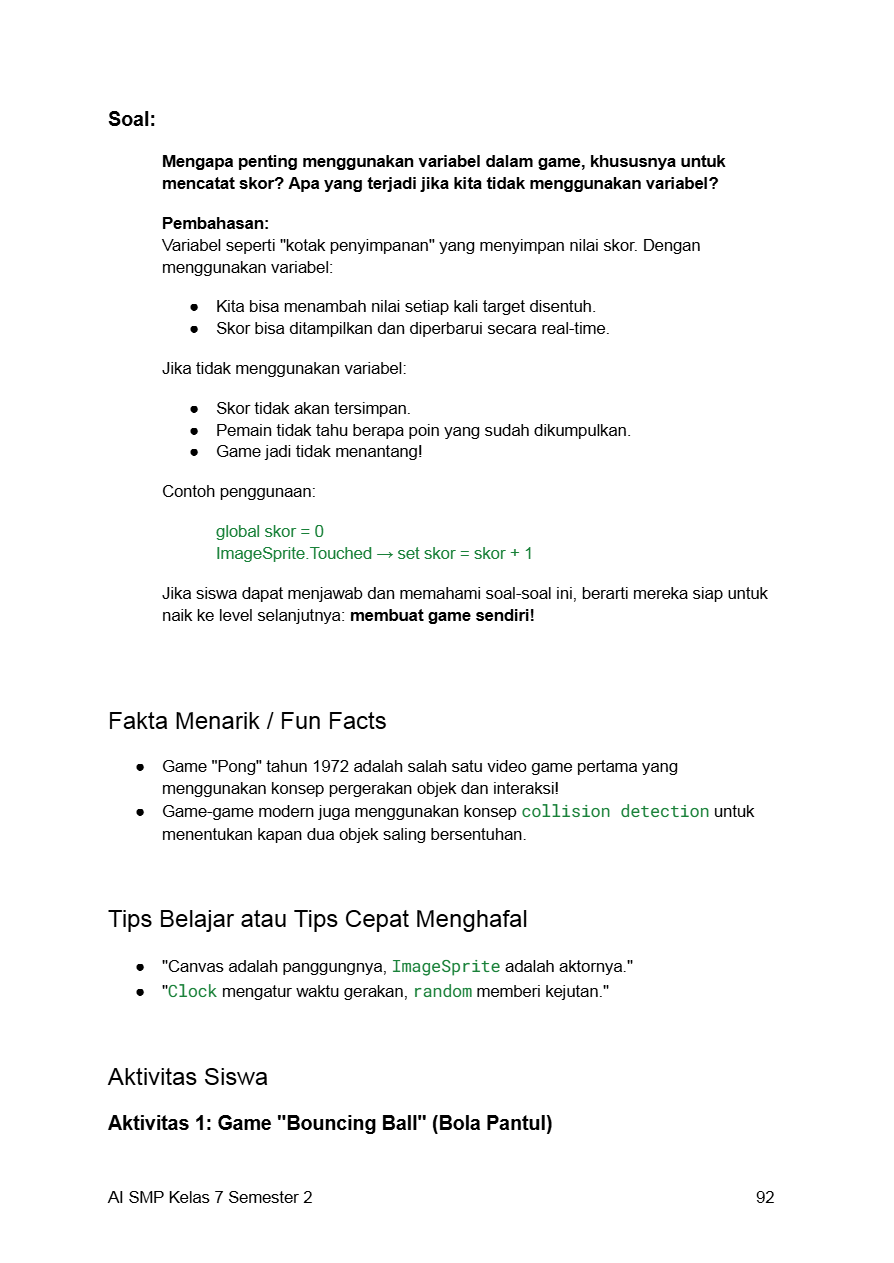 Soal:
Mengapa penting menggunakan variabel dalam game, khususnya untuk
mencatat skor? Apa yang terjadi jika kita tidak menggunakan variabel?
Pembahasan:
Variabel seperti "kotak penyimpanan" yang menyimpan nilai skor. Dengan
menggunakan variabel:
● Kita bisa menambah nilai setiap kali target disentuh.
● Skor bisa ditampilkan dan diperbarui secara real-time.
Jika tidak menggunakan variabel:
● Skor tidak akan tersimpan.
● Pemain tidak tahu berapa poin yang sudah dikumpulkan.
● Game jadi tidak menantang!
Contoh penggunaan:
global skor = 0
ImageSprite.Touched → set skor = skor + 1
Jika siswa dapat menjawab dan memahami soal-soal ini, berarti mereka siap untuk
naik ke level selanjutnya: membuat game sendiri!
Fakta Menarik / Fun Facts
● Game "Pong" tahun 1972 adalah salah satu video game pertama yang
menggunakan konsep pergerakan objek dan interaksi!
● Game-game modern juga menggunakan konsep collision detection untuk
menentukan kapan dua objek saling bersentuhan.
Tips Belajar atau Tips Cepat Menghafal
● "Canvas adalah panggungnya, ImageSprite adalah aktornya."
● "Clock mengatur waktu gerakan, random memberi kejutan."
Aktivitas Siswa
Aktivitas 1: Game "Bouncing Ball" (Bola Pantul)
AI SMP Kelas 7 Semester 2 92